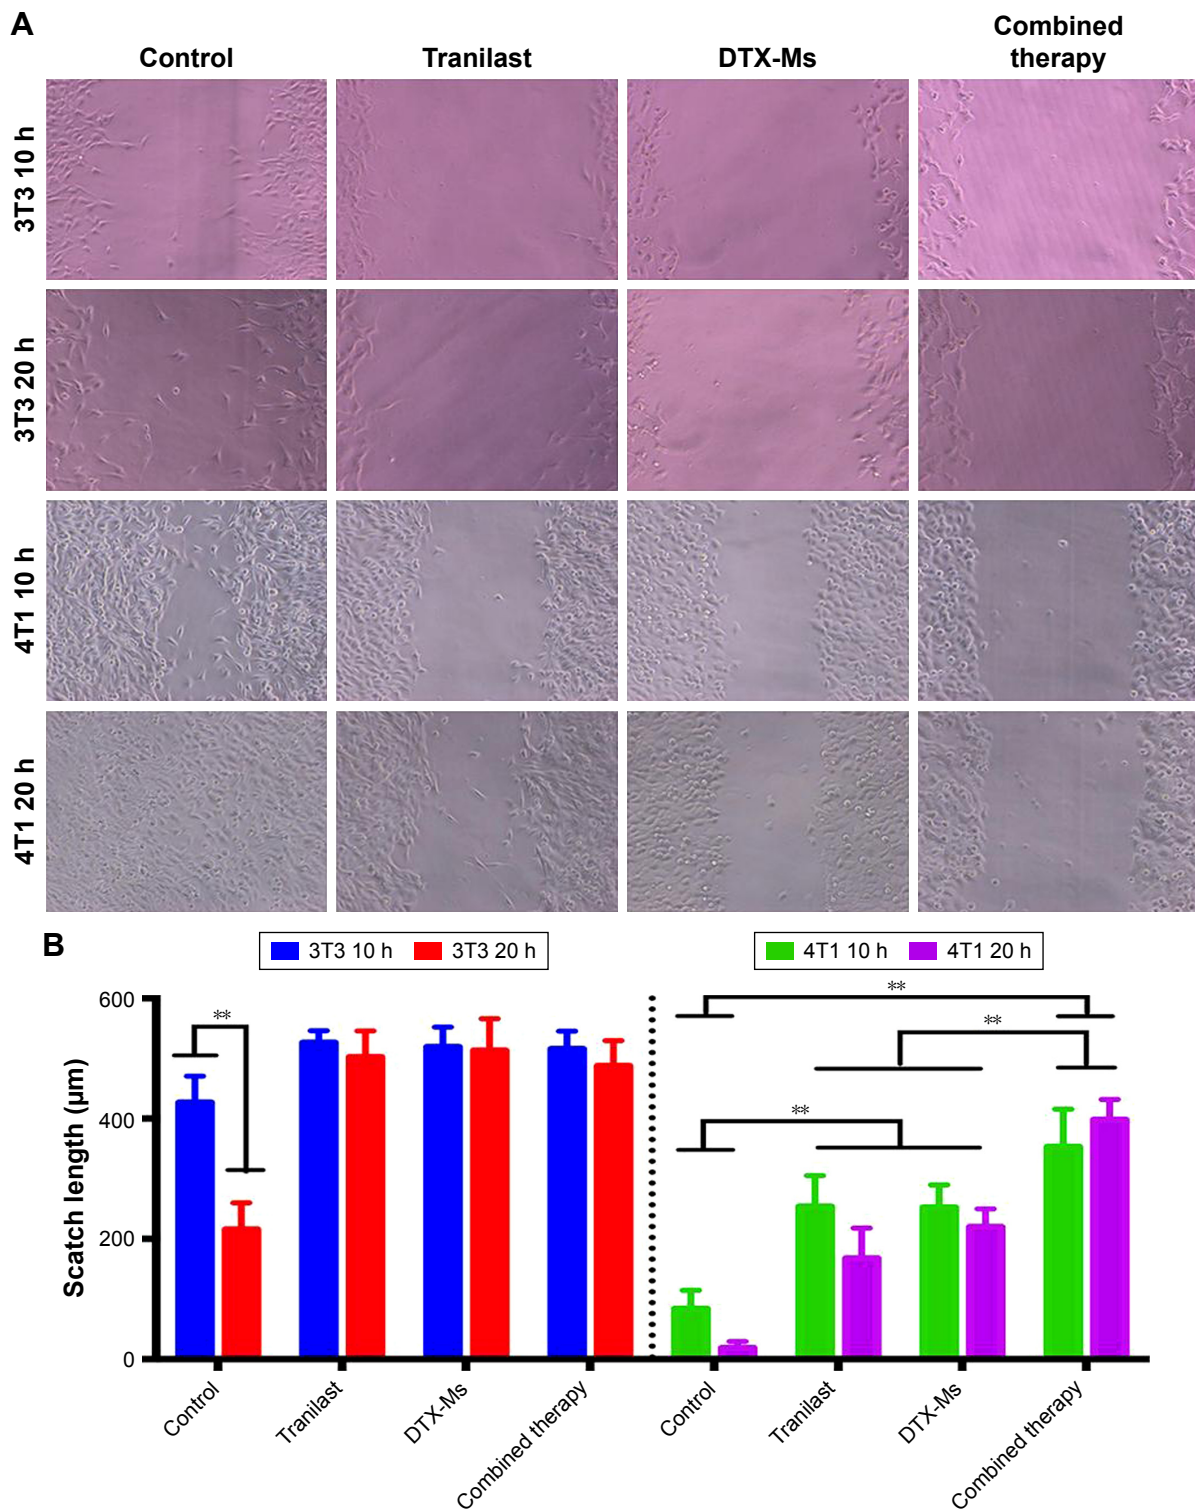 A
Control
Tranilast
DTX-Ms
Combined
therapy
3T3 10 h
3T3 20 h
4T1 10 h
4T1 20 h
B
3T3 10 h
3T3 20 h
4T1 10 h
4T1 20 h
Scatch length (µm)
600
400
200
0
**
**
**
**
Control
Tranilast
DTX-Ms
Combined therapy
Control
Tranilast
DTX-Ms
Combined therapy